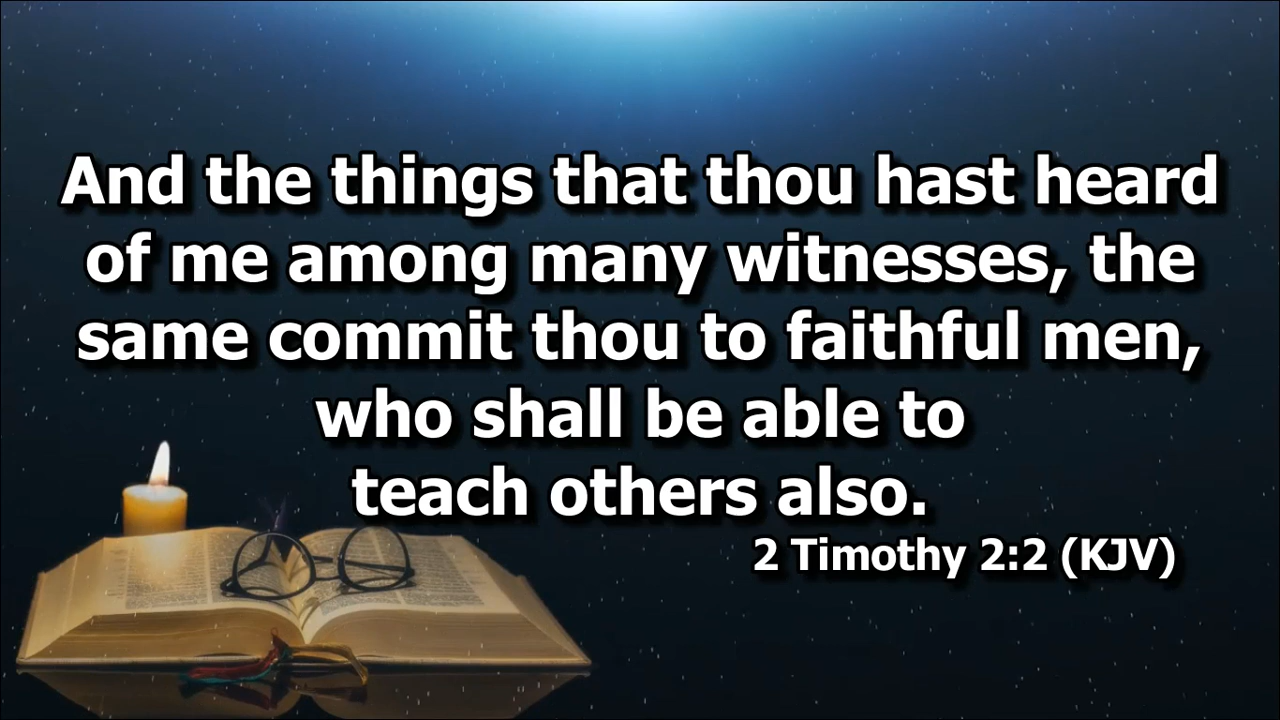 And the things that thou hast heard
of me among many witnesses, the
same commit thou to faithful men,
who shall be able to
teach others also.
2 Timothy 2:2 (KJV)